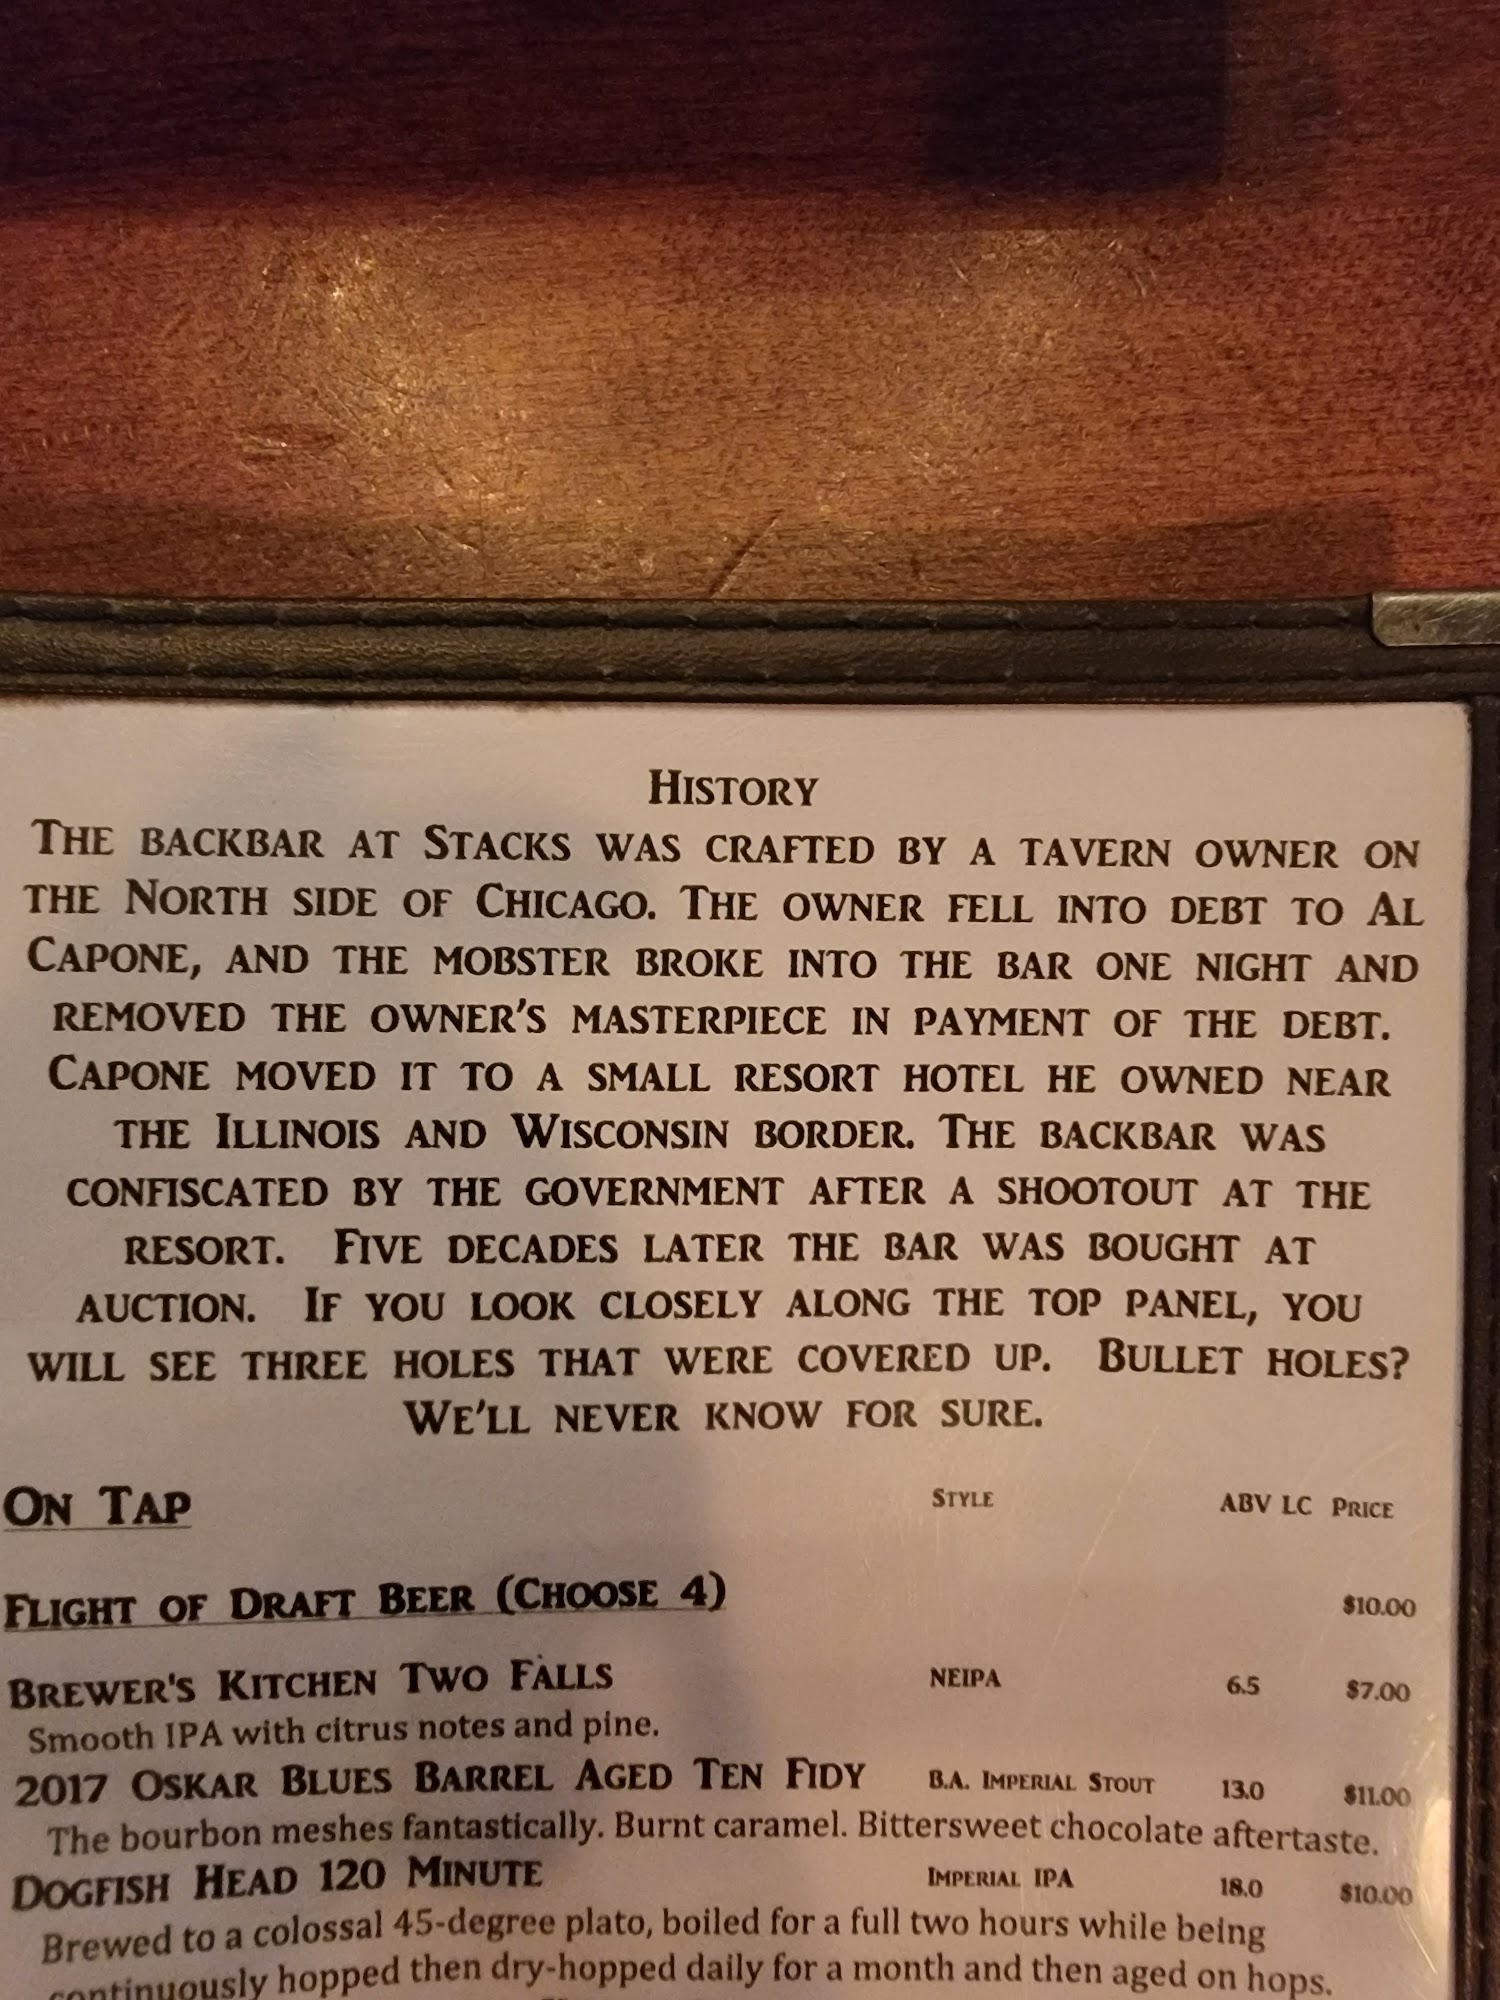 History
The backbar at Stacks was crafted by a tavern owner on
the North side of Chicago. The owner fell into debt to Al
Capone, and the mobster broke into the bar one night and
removed the owner's masterpiece in payment of the debt.
Capone moved it to a small resort hotel he owned near
the Illinois and Wisconsin border. The backbar was
confiscated by the government after a shootout at the
resort. Five decades later the bar was bought at
auction. If you look closely along the top panel, you
will see three holes that were covered up. Bullet holes?
We'll never know for sure.
On Tap Style ABV LC Price
Flight of Draft Beer (Choose 4) $10.00
Brewer's Kitchen Two Falls NEIPA 6.5 $7.00
Smooth IPA with citrus notes and pine.
2017 Oskar Blues Barrel Aged Ten Fidy B.A. Imperial Stout 13.0 $11.00
The bourbon meshes fantastically. Burnt caramel. Bittersweet chocolate aftertaste.
Dogfish Head 120 Minute Imperial IPA 18.0 $10.00
Brewed to a colossal 45-degree plato, boiled for a full two hours while being
continuously hopped then dry-hopped daily for a month and then aged on hops.